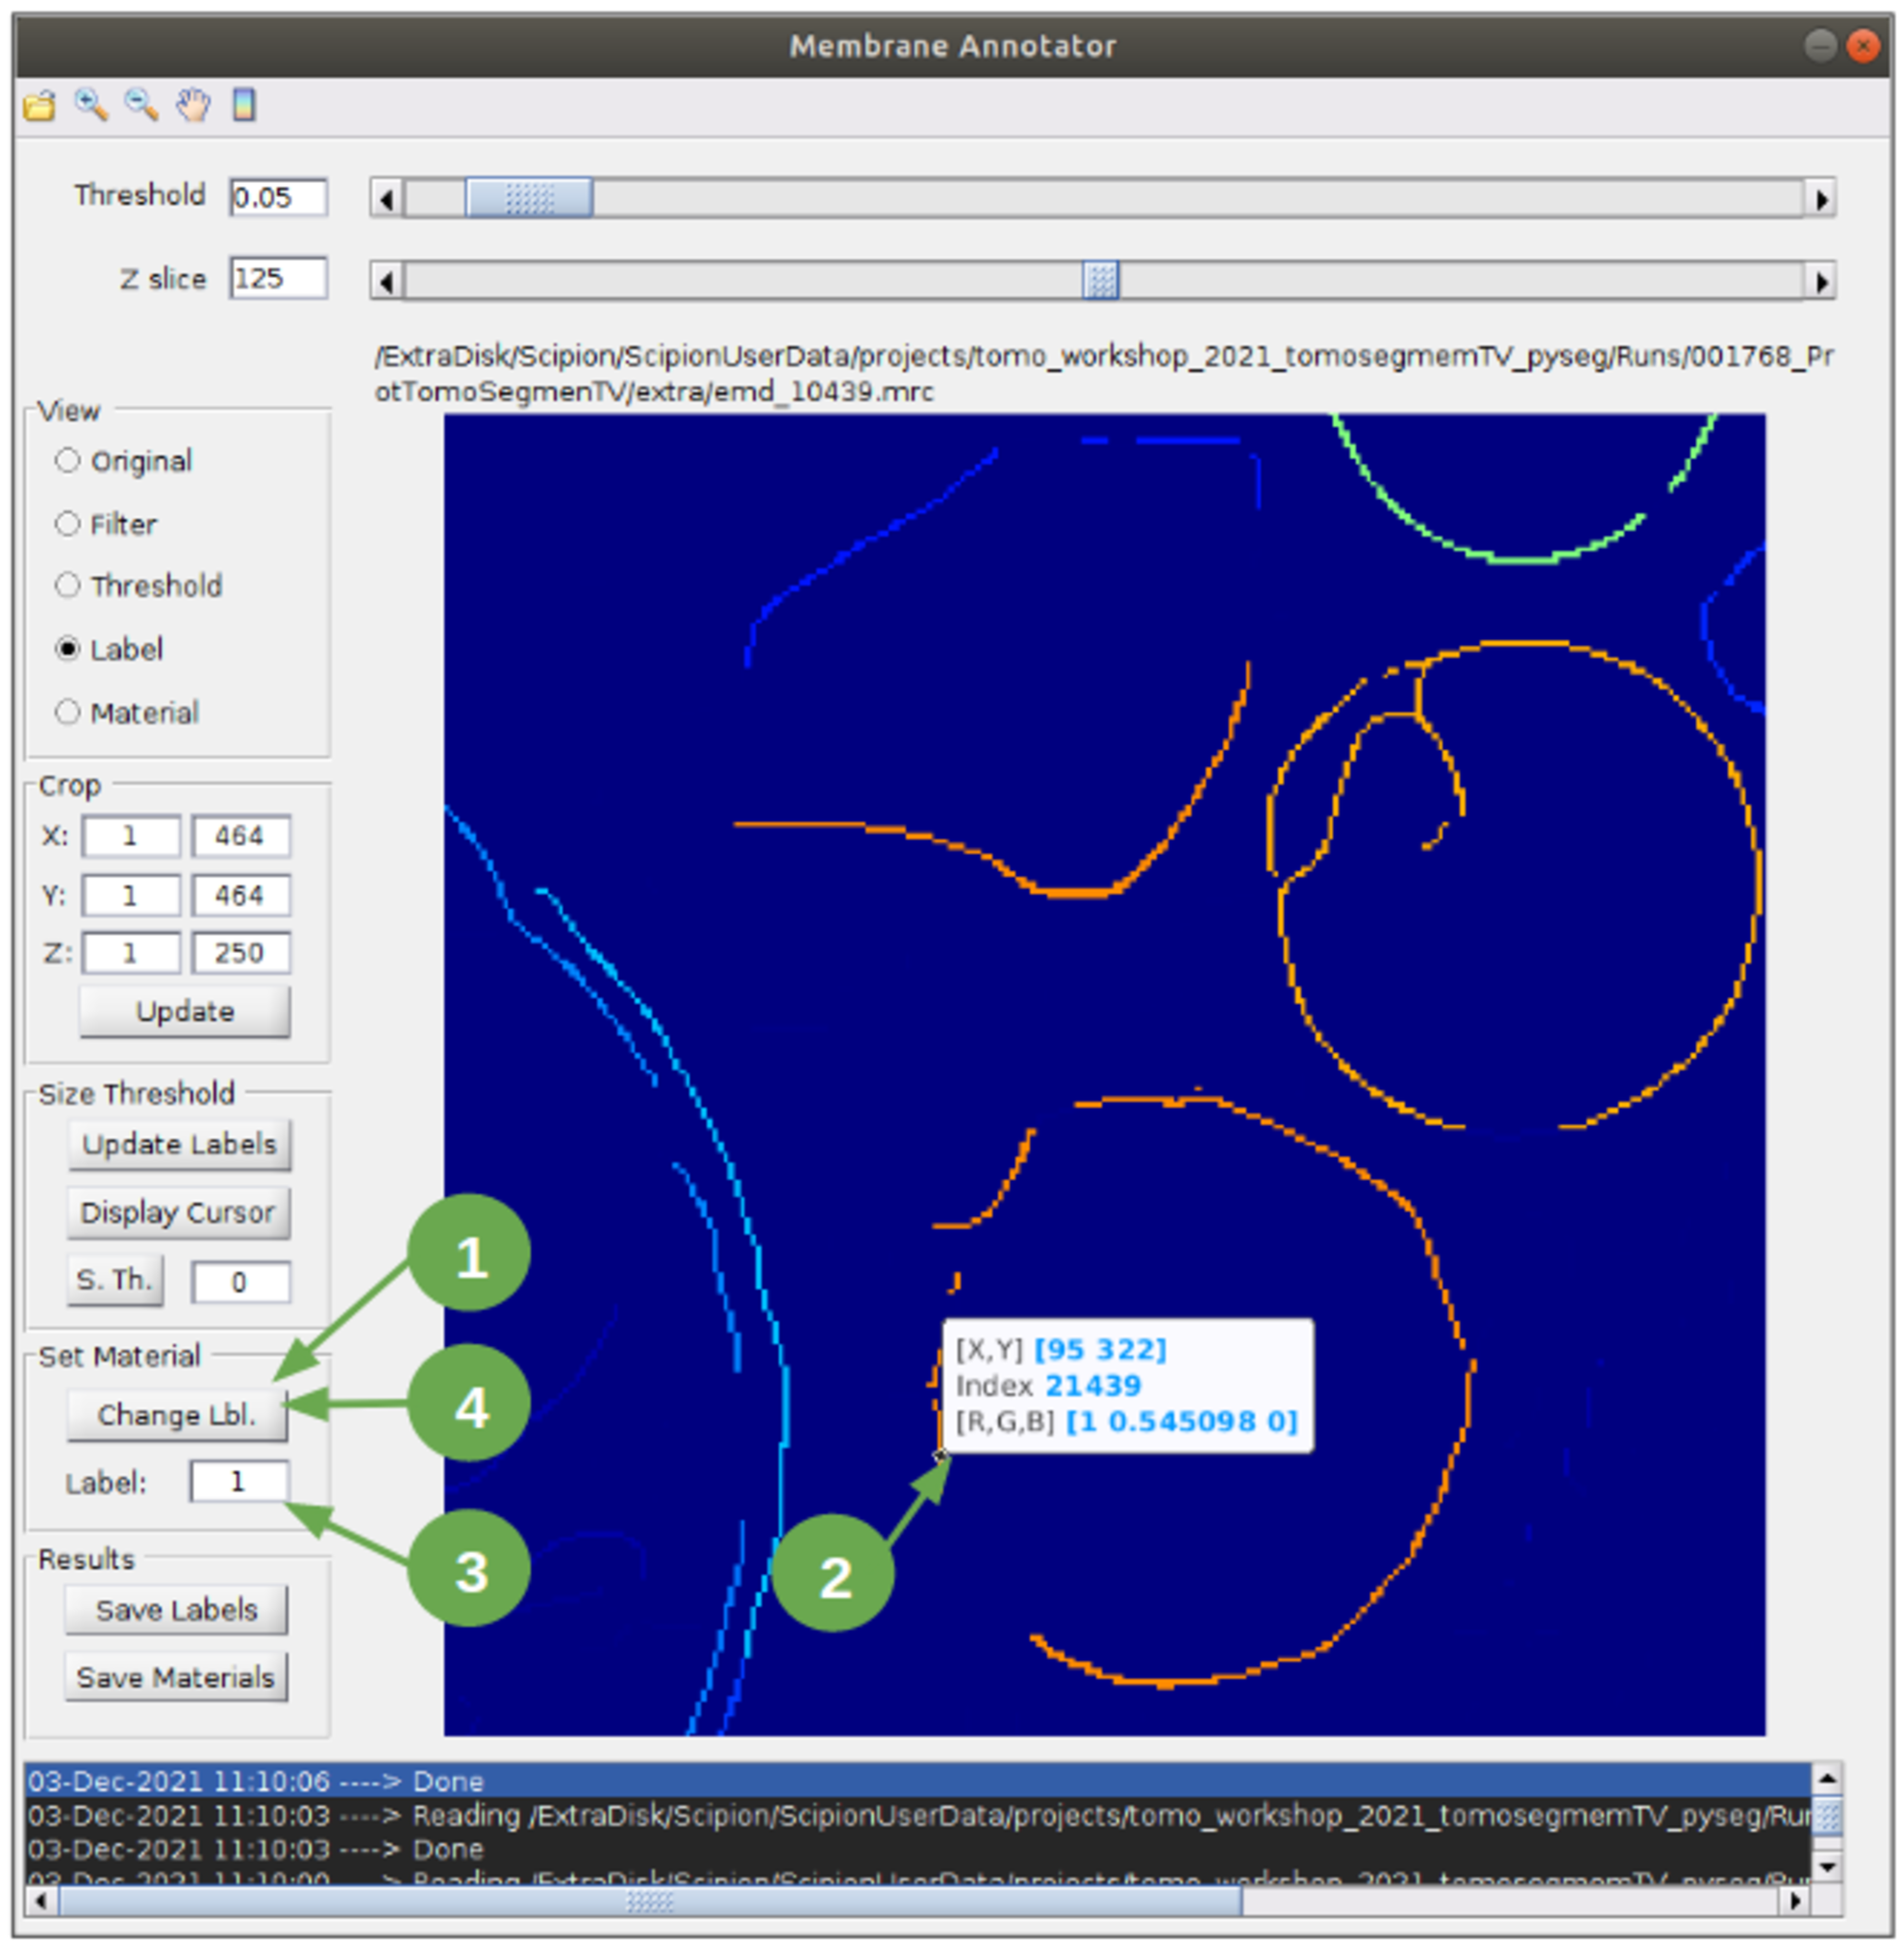 Membrane Annotator
Threshold 0.05
Z slice 125
/ExtraDisk/Scipion/ScipionUserData/projects/tomo_workshop_2021_tomosegmemTV_pyseg/Runs/001768_Pr
otTomoSegmenTV/extra/emd_10439.mrc
View
Original
Filter
Threshold
Label
Material
Crop
X: 1 464
Y: 1 464
Z: 1 250
Update
Size Threshold
Update Labels
Display Cursor
S. Th. 0
1
Set Material
Change Lbl.
4
Label: 1
3
[X,Y] [95 322]
Index 21439
[R,G,B] [1 0.545098 0]
2
Results
Save Labels
Save Materials
03-Dec-2021 11:10:06 ----> Done
03-Dec-2021 11:10:03 ----> Reading /ExtraDisk/Scipion/ScipionUserData/projects/tomo_workshop_2021_tomosegmemTV_pyseg/Rur
03-Dec-2021 11:10:03 ----> Done